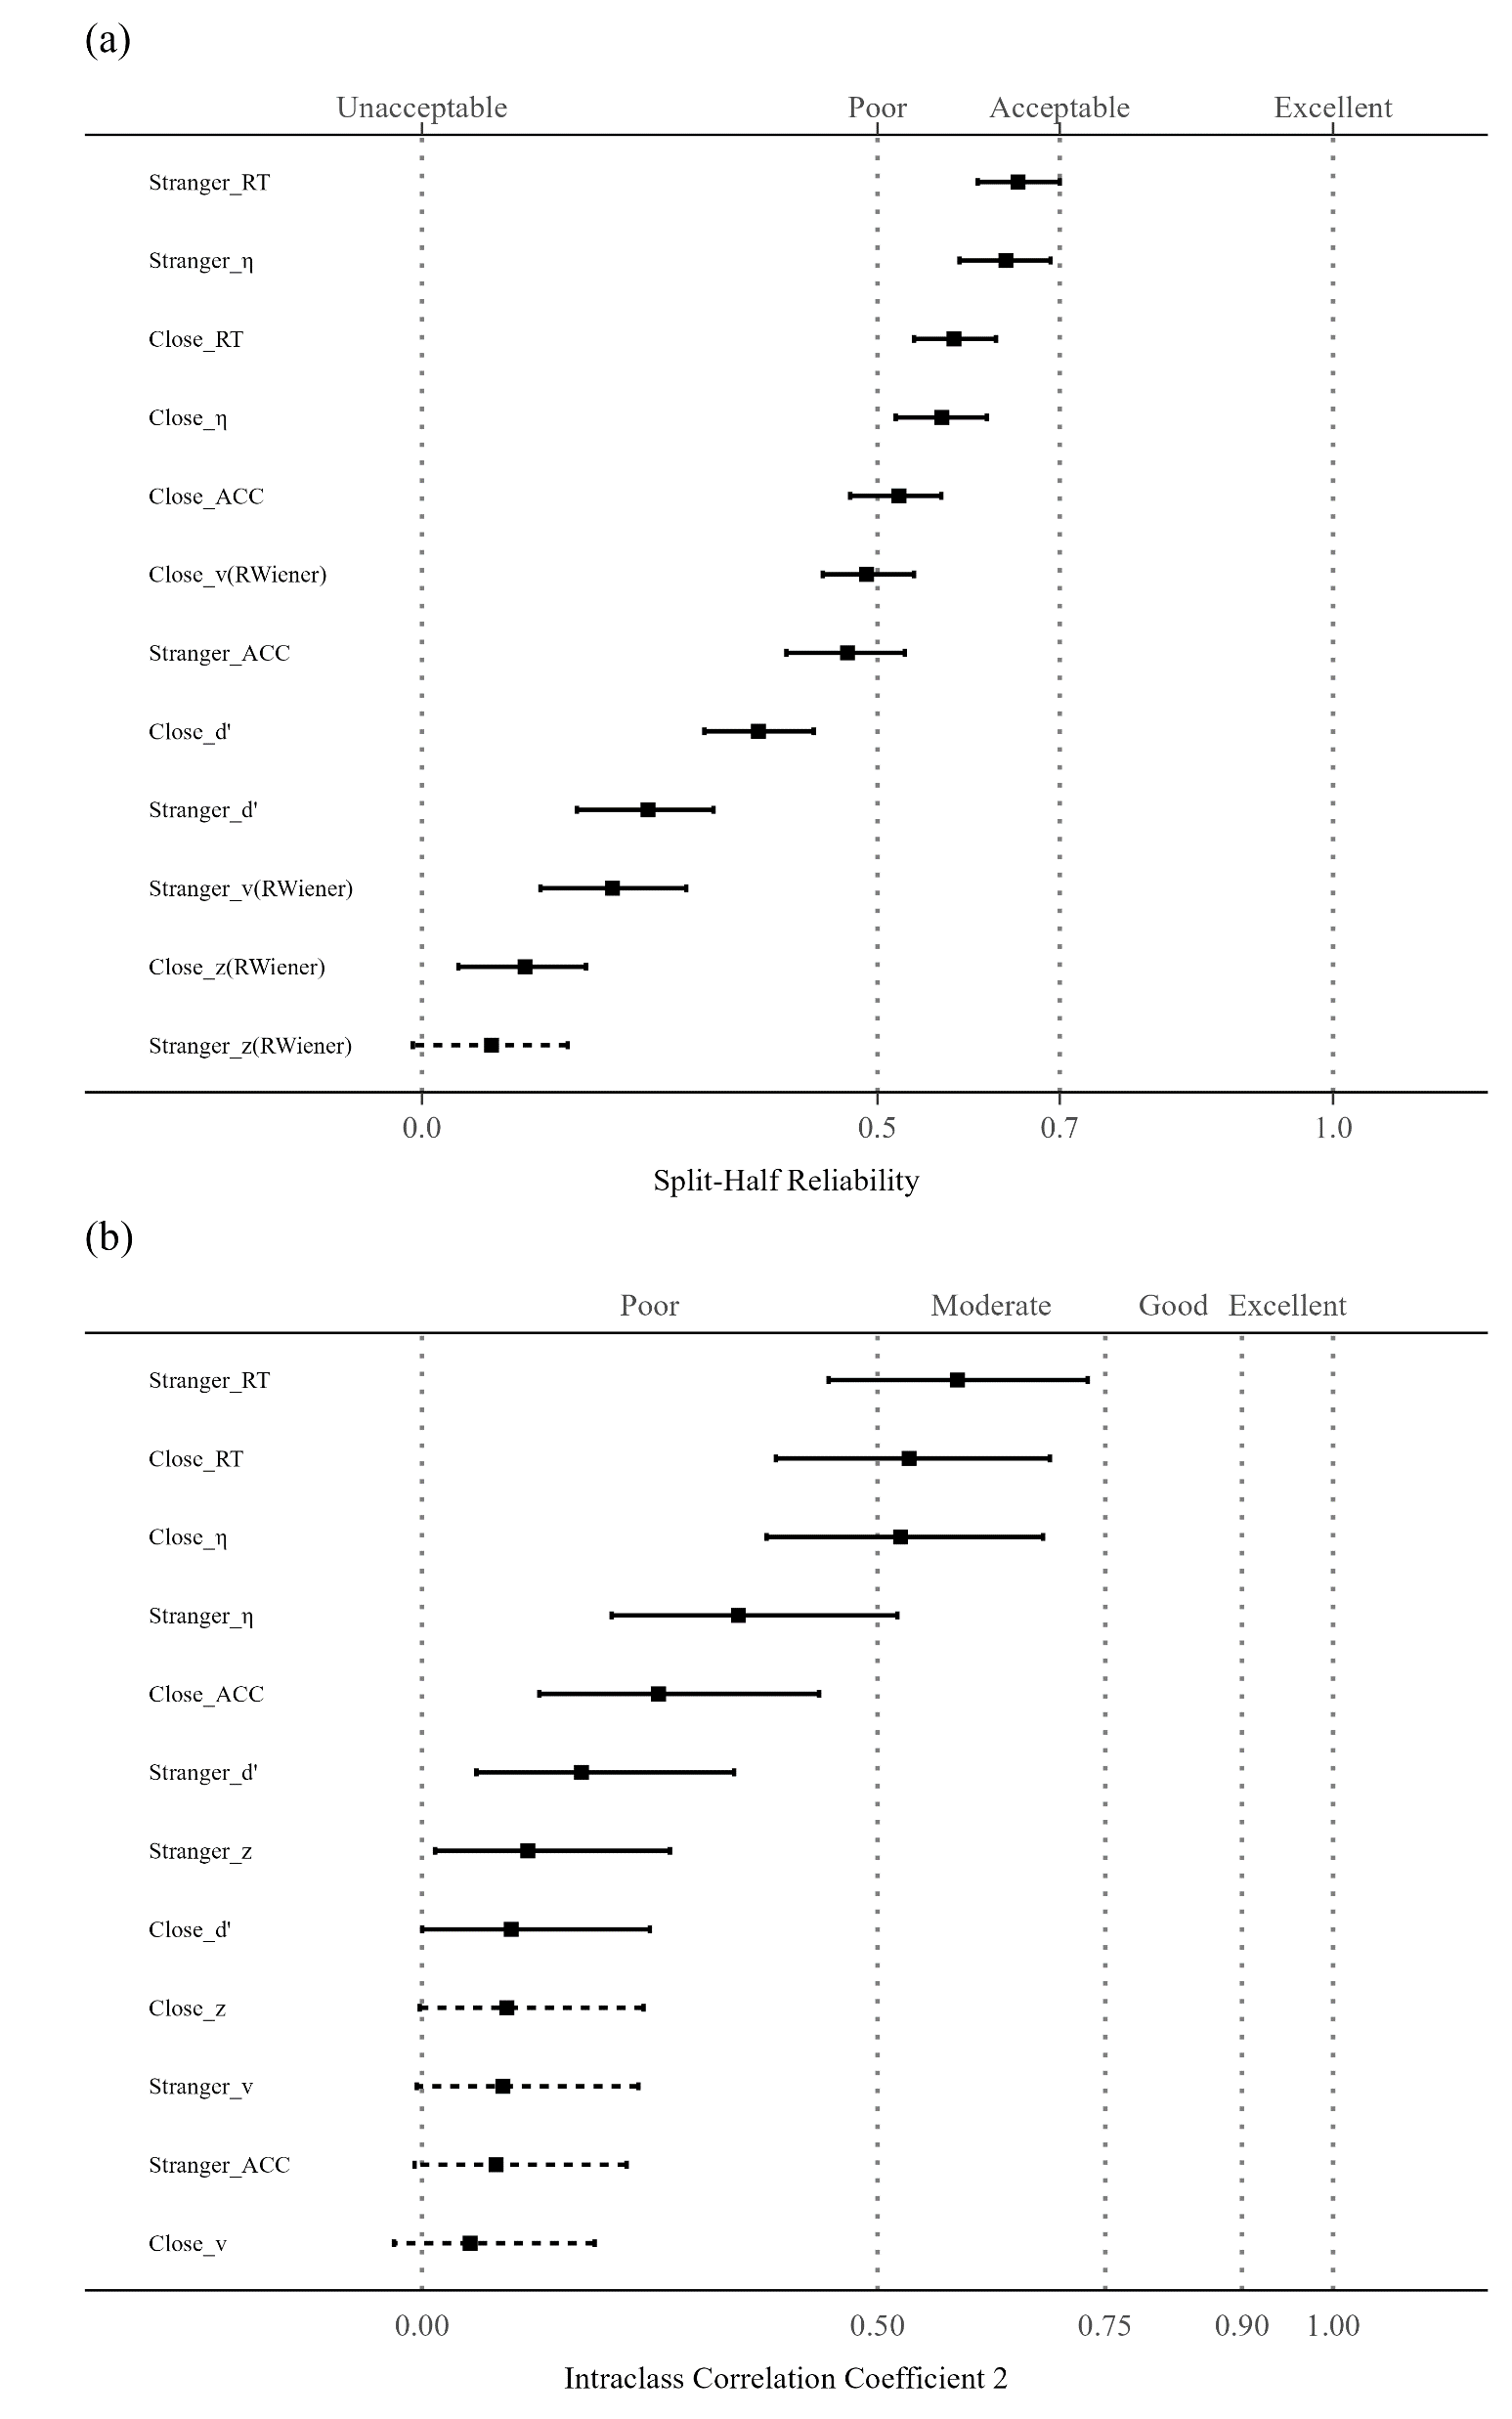 (a)
Unacceptable Poor Acceptable Excellent
Stranger_RT
Stranger_η
Close_RT
Close_η
Close_ACC
Close_v(RWiener)
Stranger_ACC
Close_d'
Stranger_d'
Stranger_v(RWiener)
Close_z(RWiener)
Stranger_z(RWiener)
0.0 0.5 0.7 1.0
Split-Half Reliability
(b)
Poor Moderate Good Excellent
Stranger_RT
Close_RT
Close_η
Stranger_η
Close_ACC
Stranger_d'
Stranger_z
Close_d'
Close_z
Stranger_v
Stranger_ACC
Close_v
0.00 0.50 0.75 0.90 1.00
Intraclass Correlation Coefficient 2